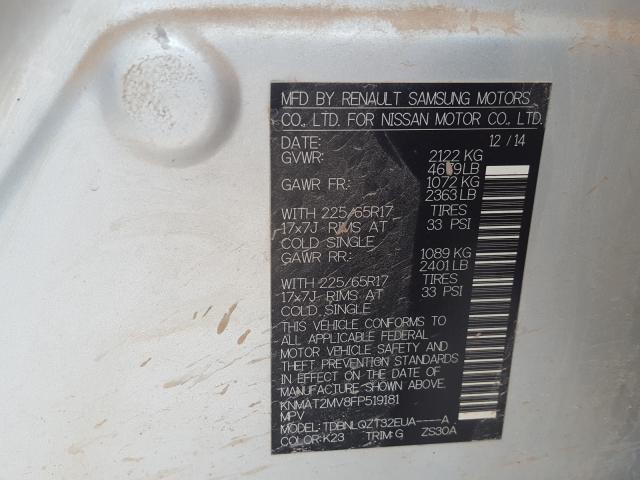 MFD BY RENAULT SAMSUNG MOTORS
CO., LTD. FOR NISSAN MOTOR CO., LTD.
DATE: 12 / 14
GVWR: 2122 KG
4679LB
GAWR FR: 1072 KG
2363 LB
WITH 225/65R17 TIRES
17x7J RIMS AT 33 PSI
COLD SINGLE
GAWR RR: 1089 KG
2401 LB
WITH 225/65R17 TIRES
17x7J RIMS AT 33 PSI
COLD SINGLE
THIS VEHICLE CONFORMS TO
ALL APPLICABLE FEDERAL
MOTOR VEHICLE SAFETY AND
THEFT PREVENTION STANDARDS
IN EFFECT ON THE DATE OF
MANUFACTURE SHOWN ABOVE.
KNMAT2MV8FP519181
MPV
MODEL: TDBNLQZT32EUA----A
COLOR: K23 TRIM: G ZS30A